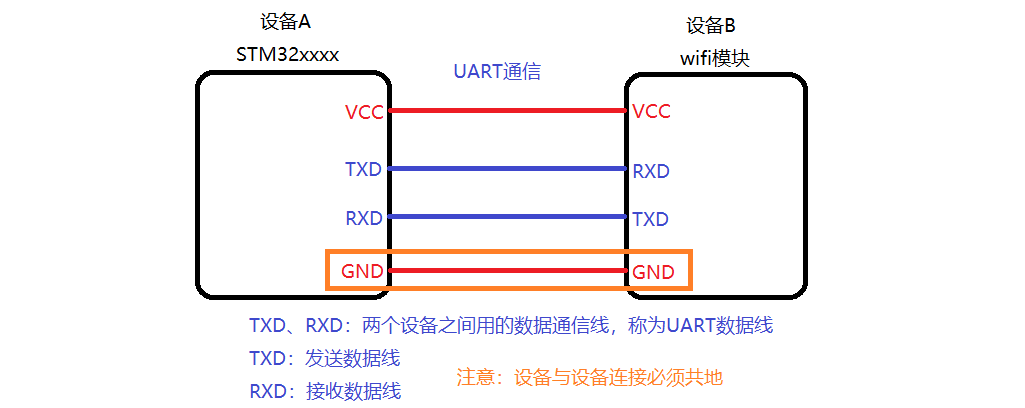 设备A
STM32xxxx
设备B
wifi模块
UART通信
VCC
VCC
TXD
RXD
RXD
TXD
GND
GND
TXD、RXD：两个设备之间用的数据通信线，称为UART数据线
TXD：发送数据线
RXD：接收数据线
注意：设备与设备连接必须共地